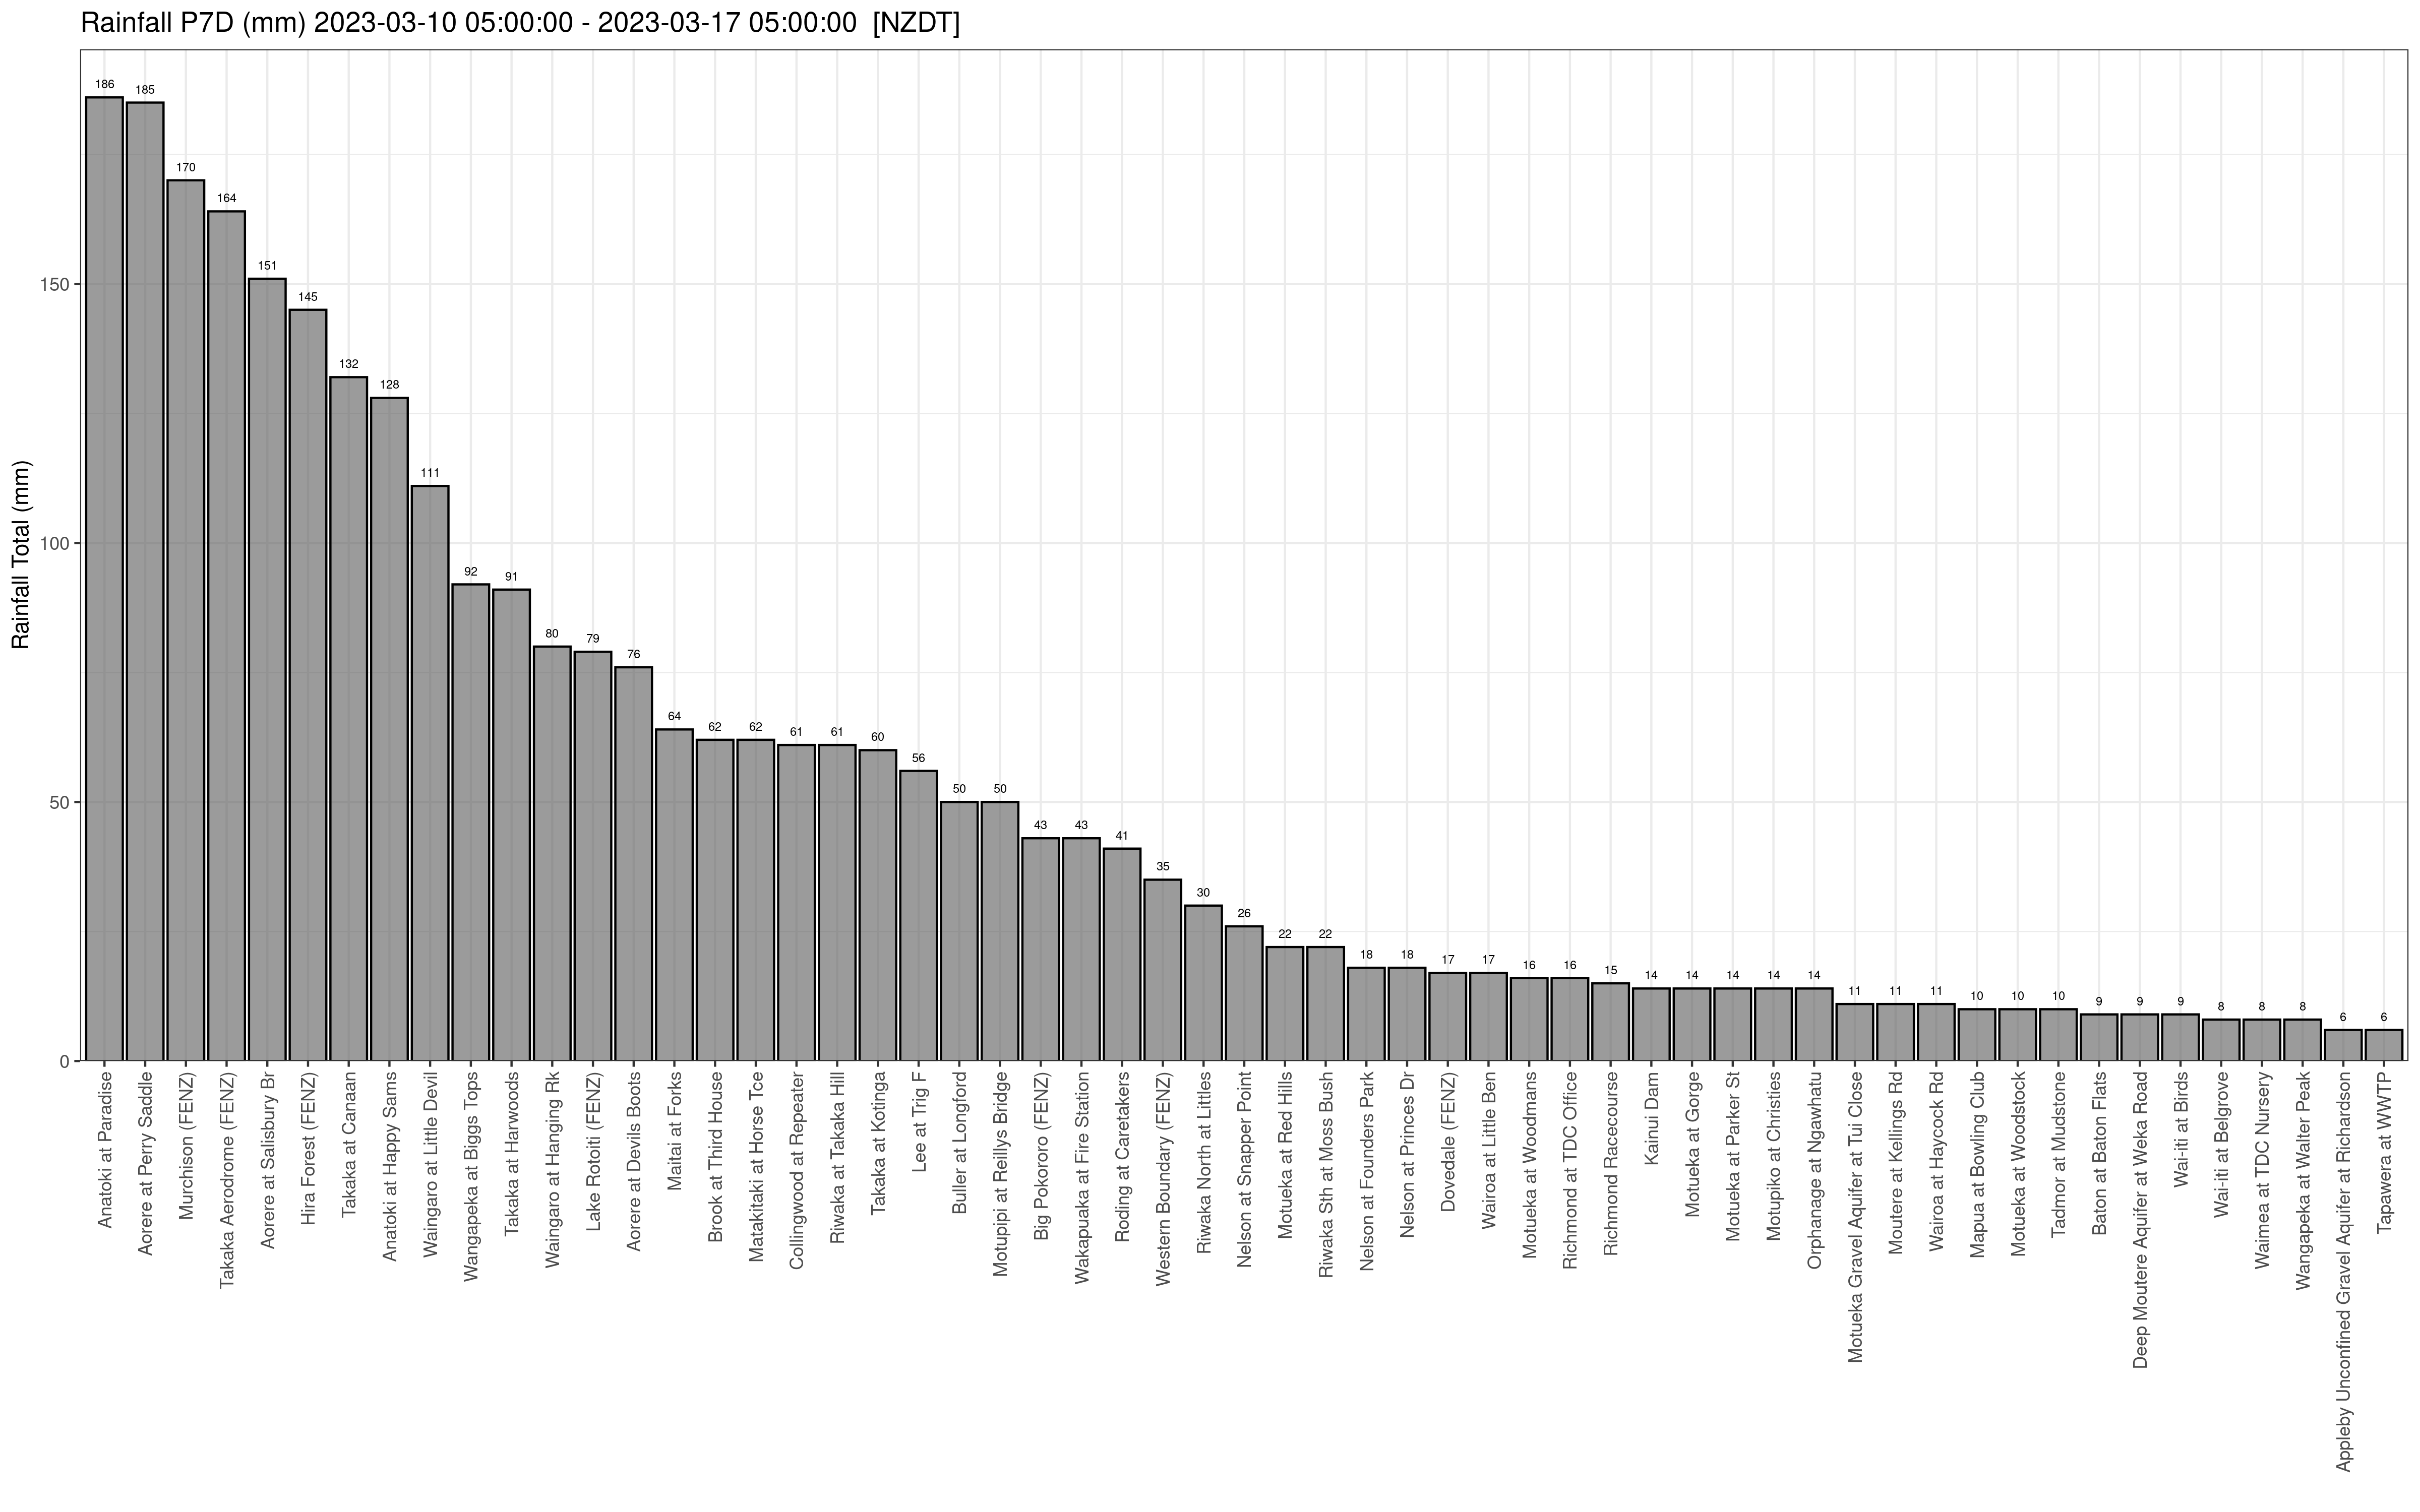 Rainfall P7D (mm) 2023-03-10 05:00:00 - 2023-03-17 05:00:00 [NZDT]
Rainfall Total (mm)
150
100
50
0
186
185
170
164
151
145
132
128
111
92
91
80
79
76
64
62
62
61
61
60
56
50
50
43
43
41
35
30
26
22
22
18
18
17
17
16
16
15
14
14
14
14
14
11
11
11
10
10
10
9
9
9
8
8
8
6
6
Anatoki at Paradise
Aorere at Perry Saddle
Murchison (FENZ)
Takaka Aerodrome (FENZ)
Aorere at Salisbury Br
Hira Forest (FENZ)
Takaka at Canaan
Anatoki at Happy Sams
Waingaro at Little Devil
Wangapeka at Biggs Tops
Takaka at Harwoods
Waingaro at Hanging Rk
Lake Rotoiti (FENZ)
Aorere at Devils Boots
Maitai at Forks
Brook at Third House
Matakitaki at Horse Tce
Collingwood at Repeater
Riwaka at Takaka Hill
Takaka at Kotinga
Lee at Trig F
Buller at Longford
Motupipi at Reillys Bridge
Big Pokororo (FENZ)
Wakapuaka at Fire Station
Roding at Caretakers
Western Boundary (FENZ)
Riwaka North at Littles
Nelson at Snapper Point
Motueka at Red Hills
Riwaka Sth at Moss Bush
Nelson at Founders Park
Nelson at Princes Dr
Dovedale (FENZ)
Wairoa at Little Ben
Motueka at Woodmans
Richmond at TDC Office
Richmond Racecourse
Kainui Dam
Motueka at Gorge
Motueka at Parker St
Motupiko at Christies
Orphanage at Ngawhatu
Motueka Gravel Aquifer at Tui Close
Moutere at Kellings Rd
Wairoa at Haycock Rd
Mapua at Bowling Club
Motueka at Woodstock
Tadmor at Mudstone
Baton at Baton Flats
Deep Moutere Aquifer at Weka Road
Wai-iti at Birds
Wai-iti at Belgrove
Waimea at TDC Nursery
Wangapeka at Walter Peak
Appleby Unconfined Gravel Aquifer at Richardson
Tapawera at WWTP